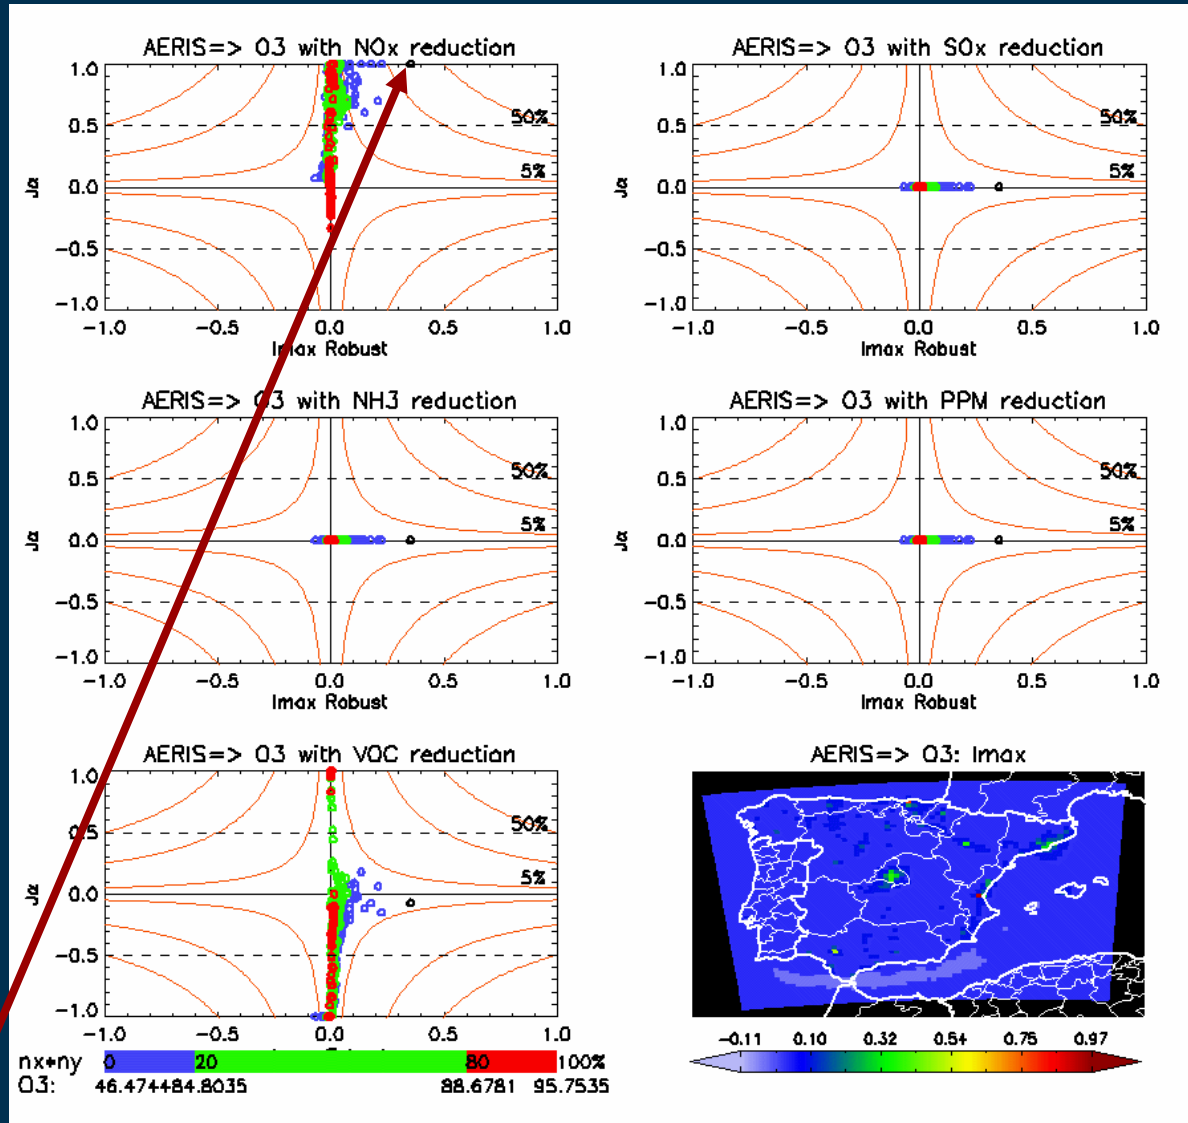 AERIS=> O3 with NOx reduction
1.0
0.5
0.0
−0.5
−1.0
Jα
50%
5%
−1.0 −0.5 0.0 0.5 1.0
Imax Robust
AERIS=> O3 with SOx reduction
1.0
0.5
0.0
−0.5
−1.0
Jα
50%
5%
−1.0 −0.5 0.0 0.5 1.0
Imax Robust
AERIS=> O3 with NH3 reduction
1.0
0.5
0.0
−0.5
−1.0
Jα
50%
5%
−1.0 −0.5 0.0 0.5 1.0
Imax Robust
AERIS=> O3 with PPM reduction
1.0
0.5
0.0
−0.5
−1.0
Jα
50%
5%
−1.0 −0.5 0.0 0.5 1.0
Imax Robust
AERIS=> O3 with VOC reduction
1.0
0.5
0.0
−0.5
−1.0
Jα
50%
5%
−1.0 −0.5 0.0 0.5 1.0
nx*ny 0 20 80 100%
O3: 46.474484.8035 88.6781 95.7535
AERIS=> O3: Imax
−0.11 0.10 0.32 0.54 0.75 0.97